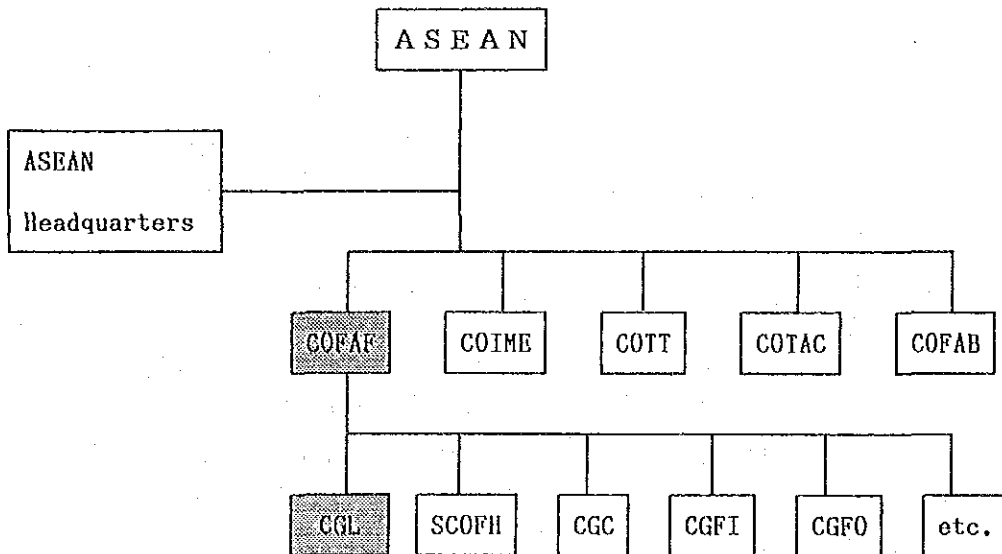 ASEAN
ASEAN
Headquarters
COFAF COIME COTT COTAC COFAB
CGL SCOFH CGC CGFI CGFO etc.